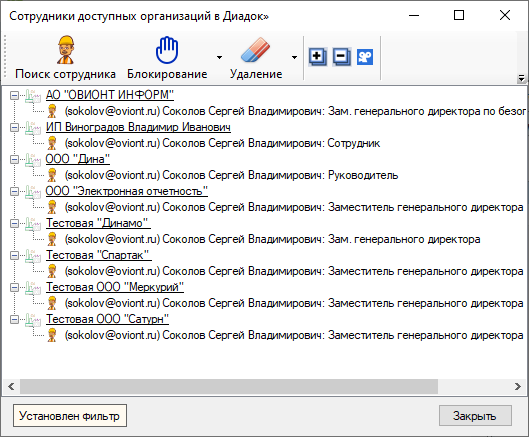 Сотрудники доступных организаций в Диадок»
Поиск сотрудника Блокирование Удаление
АО "ОВИОНТ ИНФОРМ"
(sokolov@oviont.ru) Соколов Сергей Владимирович: Зам. генерального директора по безог
ИП Виноградов Владимир Иванович
(sokolov@oviont.ru) Соколов Сергей Владимирович: Сотрудник
ООО "Дина"
(sokolov@oviont.ru) Соколов Сергей Владимирович: Руководитель
ООО "Электронная отчетность"
(sokolov@oviont.ru) Соколов Сергей Владимирович: Заместитель генерального директора
Тестовая "Динамо"
(sokolov@oviont.ru) Соколов Сергей Владимирович: Зам. генерального директора
Тестовая "Спартак"
(sokolov@oviont.ru) Соколов Сергей Владимирович: Заместитель генерального директора
Тестовая ООО "Меркурий"
(sokolov@oviont.ru) Соколов Сергей Владимирович: Заместитель генерального директора
Тестовая ООО "Сатурн"
(sokolov@oviont.ru) Соколов Сергей Владимирович: Заместитель генерального директора
Установлен фильтр Закрыть